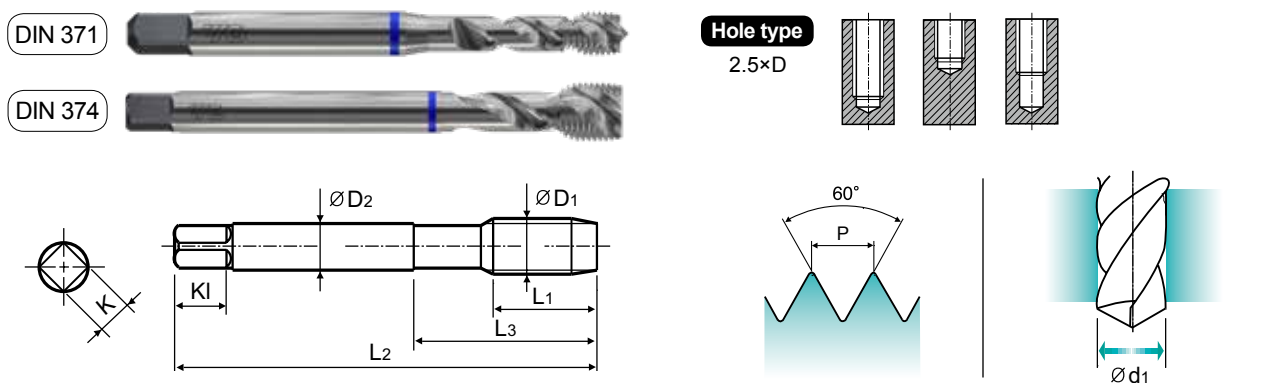 DIN 371
DIN 374
Hole type
2.5×D
ØD2
ØD1
K
Kl
L1
L3
L2
60°
P
Ød1